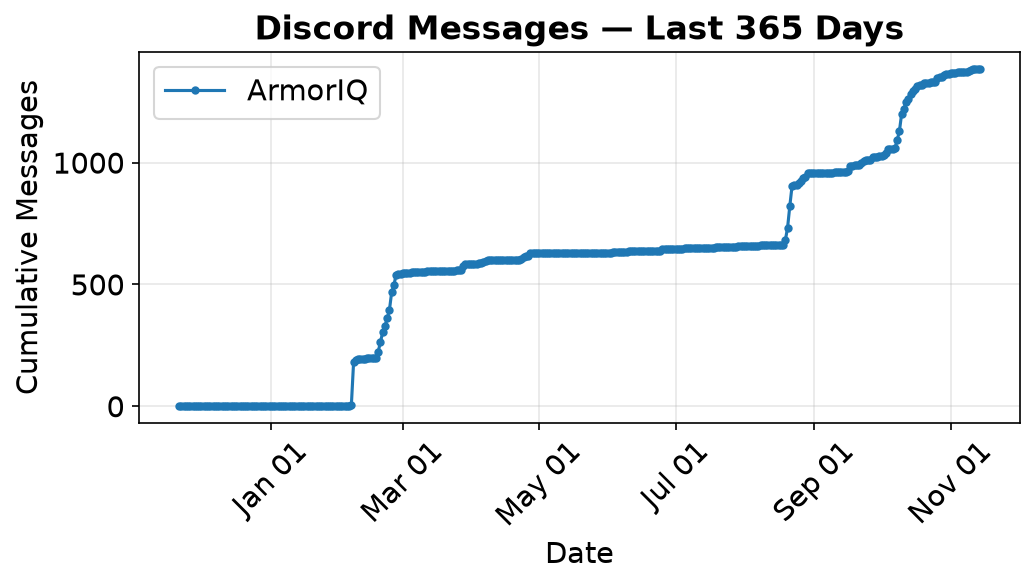 Discord Messages — Last 365 Days
ArmorIQ
Cumulative Messages
1000
500
0
Jan 01
Mar 01
May 01
Jul 01
Sep 01
Nov 01
Date